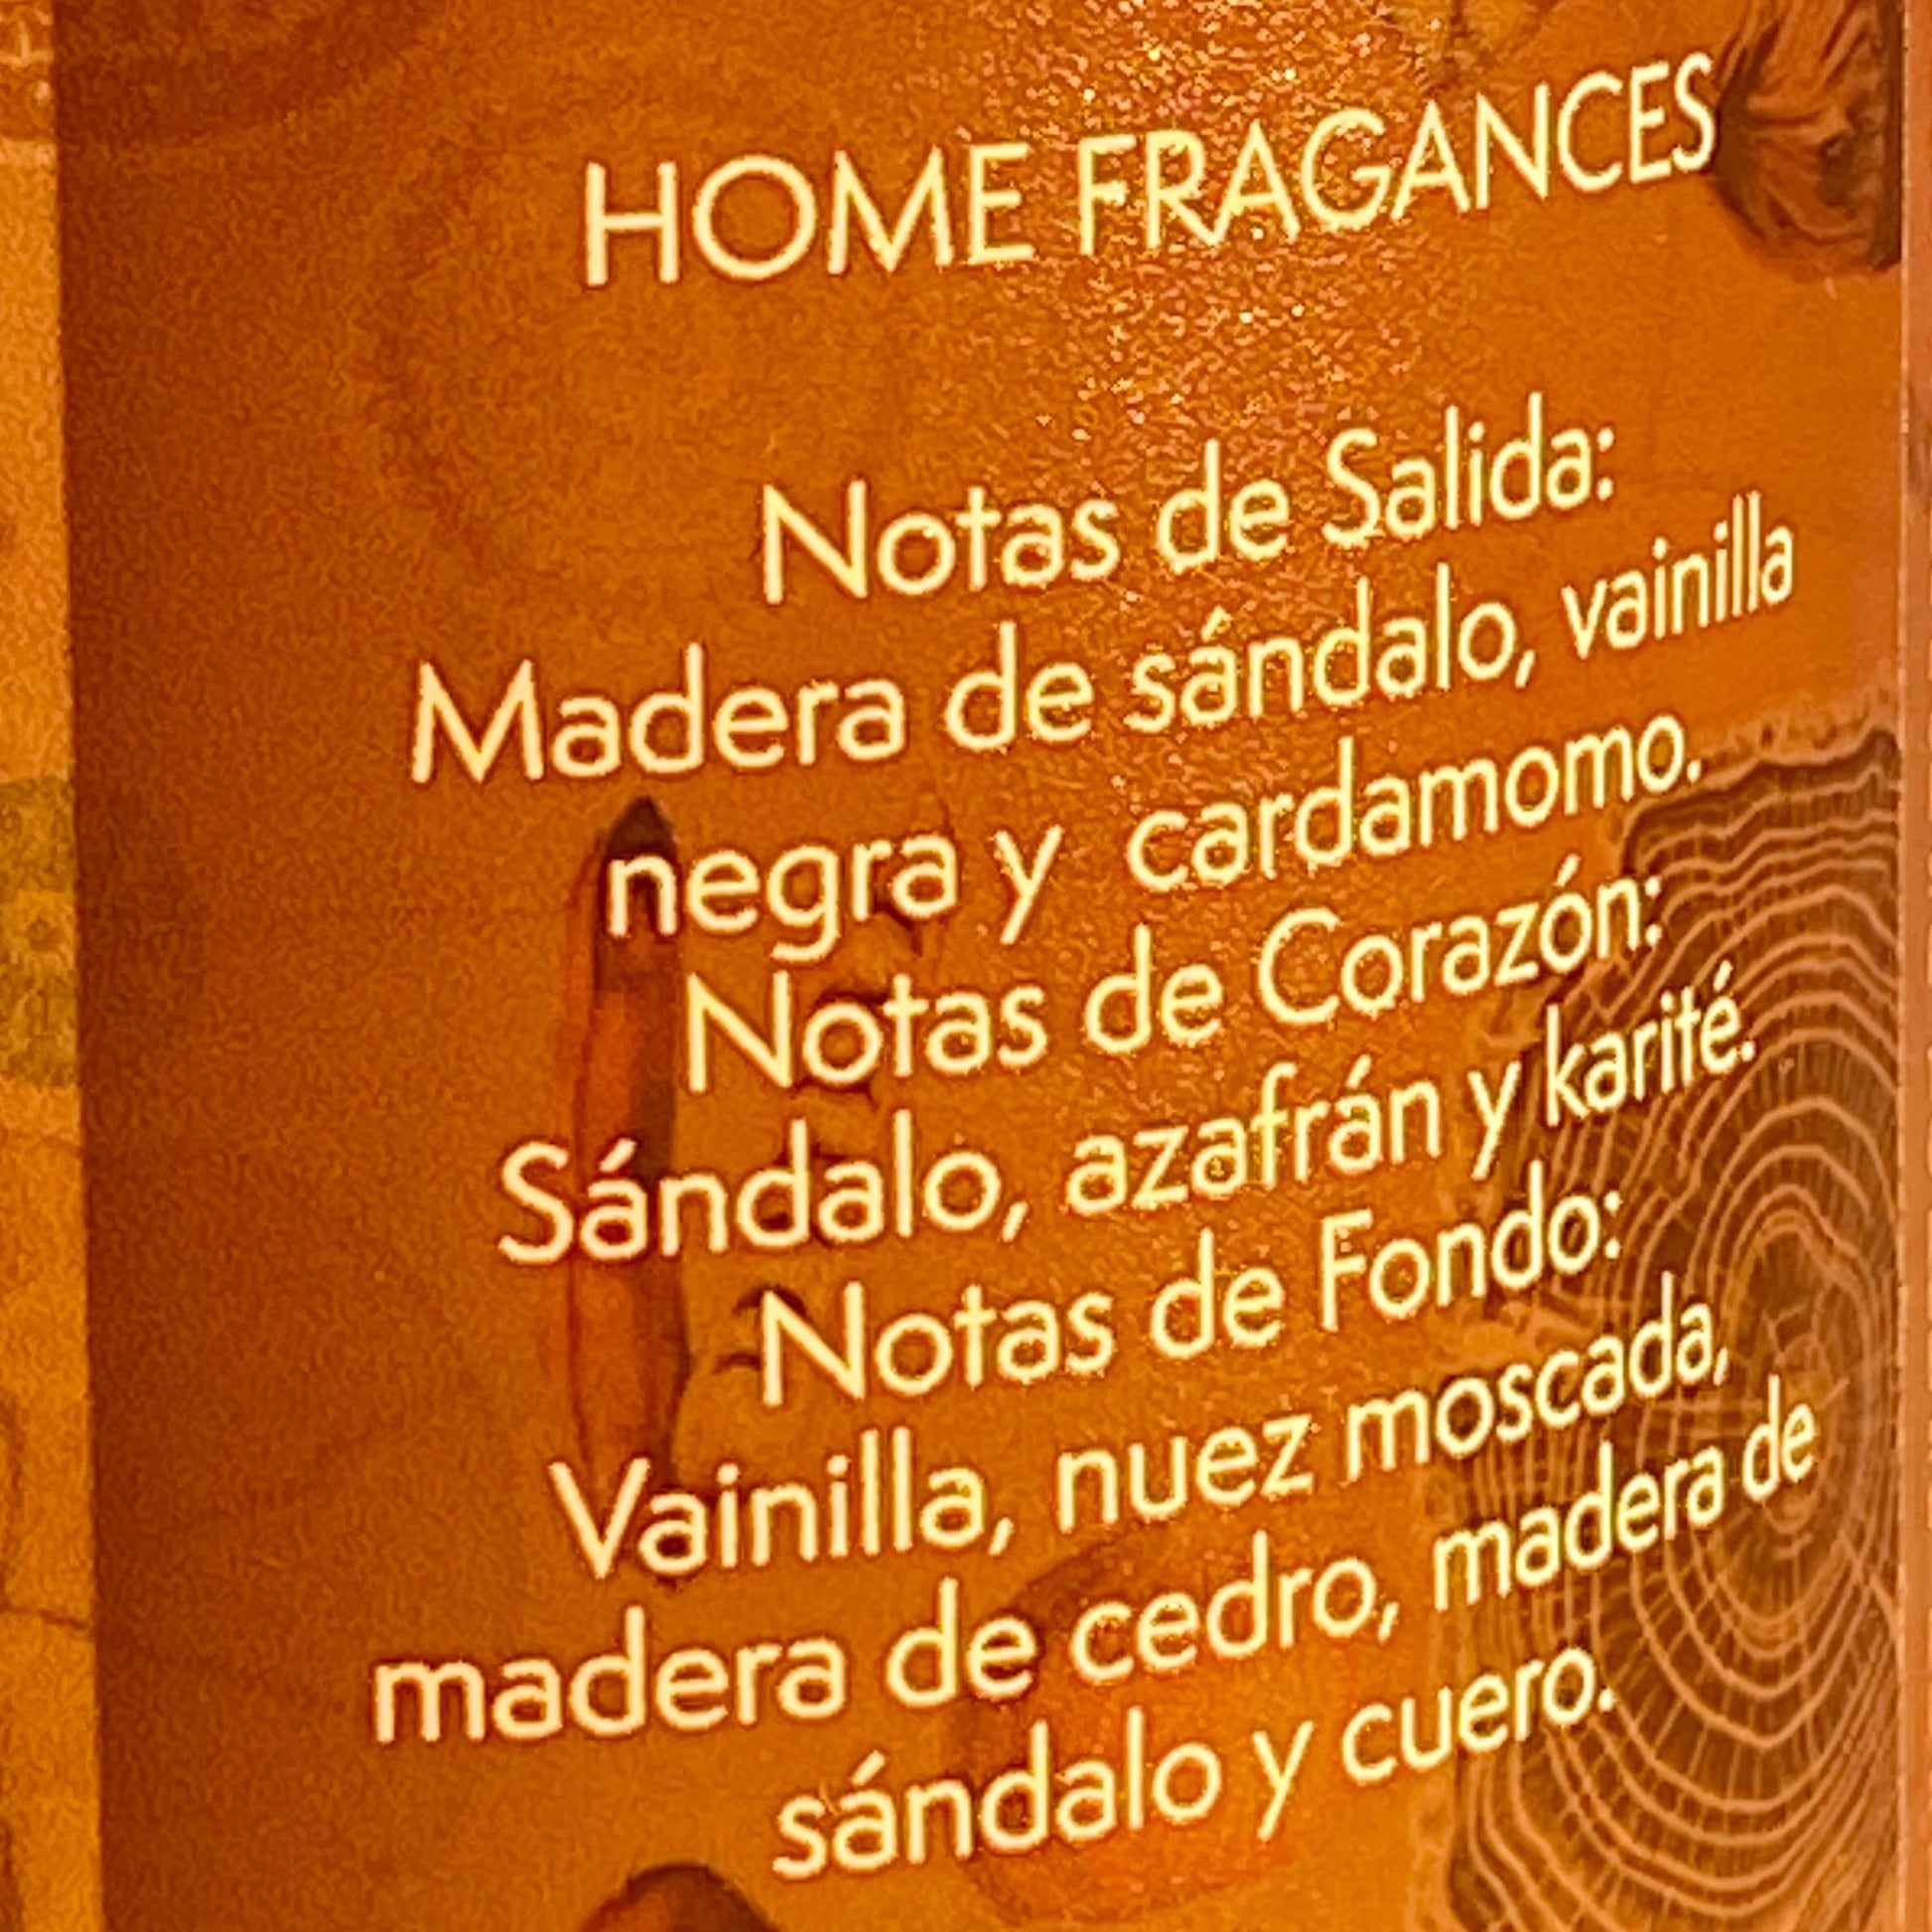 HOME FRAGANCES
Notas de Salida:
Madera de sándalo, vainilla
negra y cardamomo.
Notas de Corazón:
Sándalo, azafrán y karité.
Notas de Fondo:
Vainilla, nuez moscada,
madera de cedro, madera de
sándalo y cuero.